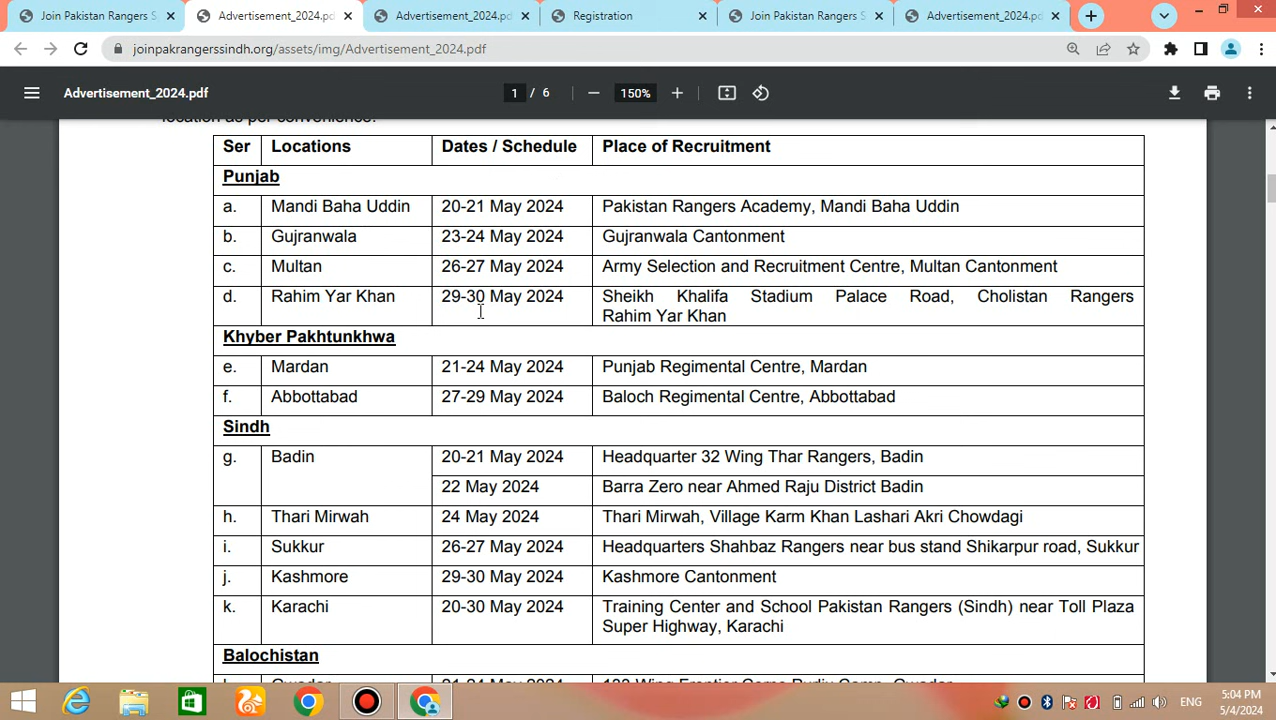 Join Pakistan Rangers S
Advertisement_2024.pd
Advertisement_2024.pd
Registration
Join Pakistan Rangers S
Advertisement_2024.pd
joinpakrangerssindh.org/assets/img/Advertisement_2024.pdf
Advertisement_2024.pdf
1 / 6
150%
location as per convenience.
Ser Locations Dates / Schedule Place of Recruitment
Punjab
a. Mandi Baha Uddin 20-21 May 2024 Pakistan Rangers Academy, Mandi Baha Uddin
b. Gujranwala 23-24 May 2024 Gujranwala Cantonment
c. Multan 26-27 May 2024 Army Selection and Recruitment Centre, Multan Cantonment
d. Rahim Yar Khan 29-30 May 2024 Sheikh Khalifa Stadium Palace Road, Cholistan Rangers
Rahim Yar Khan
Khyber Pakhtunkhwa
e. Mardan 21-24 May 2024 Punjab Regimental Centre, Mardan
f. Abbottabad 27-29 May 2024 Baloch Regimental Centre, Abbottabad
Sindh
g. Badin 20-21 May 2024 Headquarter 32 Wing Thar Rangers, Badin
22 May 2024 Barra Zero near Ahmed Raju District Badin
h. Thari Mirwah 24 May 2024 Thari Mirwah, Village Karm Khan Lashari Akri Chowdagi
i. Sukkur 26-27 May 2024 Headquarters Shahbaz Rangers near bus stand Shikarpur road, Sukkur
j. Kashmore 29-30 May 2024 Kashmore Cantonment
k. Karachi 20-30 May 2024 Training Center and School Pakistan Rangers (Sindh) near Toll Plaza
Super Highway, Karachi
Balochistan
ENG
5:04 PM
5/4/2024